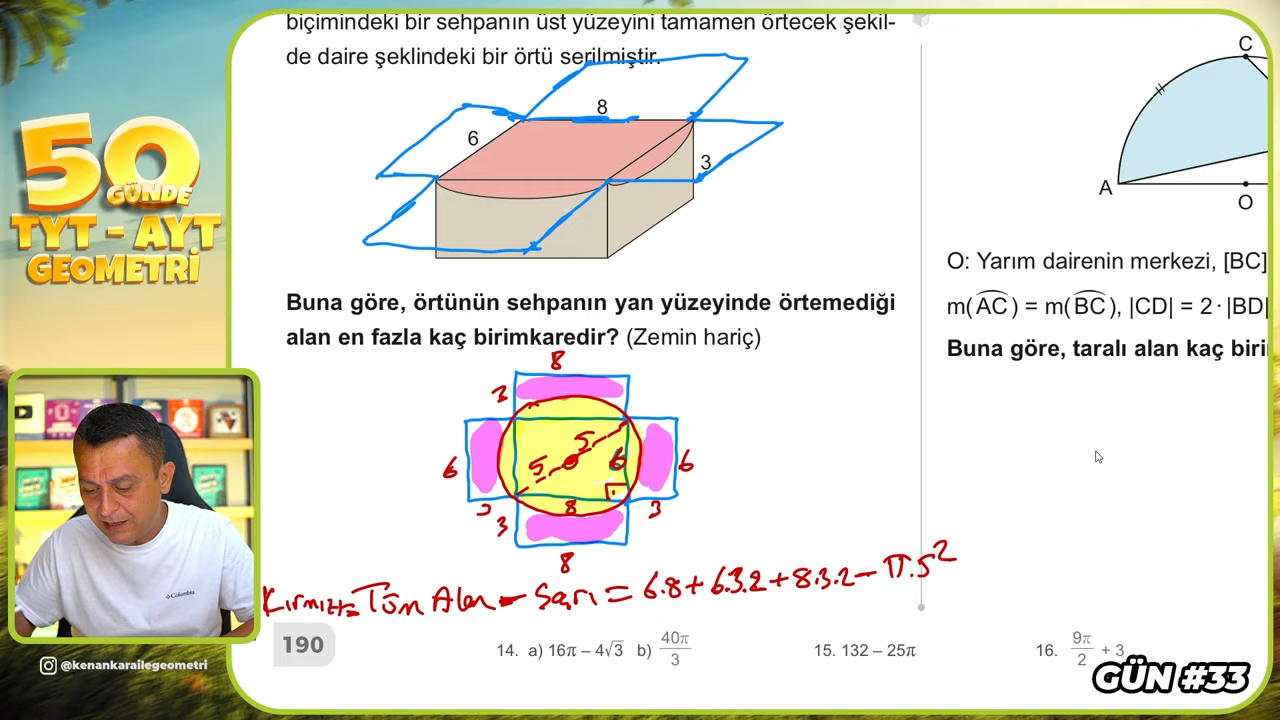 50
GÜNDE
TYT - AYT
GEOMETRİ
@kenankarailegeometri
Columbia
biçimindeki bir sehpanın üst yüzeyini tamamen örtecek şekil-
de daire şeklindeki bir örtü serilmiştir.
8
6
3
Buna göre, örtünün sehpanın yan yüzeyinde örtemediği
alan en fazla kaç birimkaredir? (Zemin hariç)
8
3
5
5
6
6
6
8
3
3
3
8
Kırmızı= Tüm Alan - Sarı = 6.8+6.3.2+8.3.2-π.5²
190
14. a) 16π – 4√3 b) 40π/3
15. 132 – 25π
16. 9π/2 + 3
C
A
O
O: Yarım dairenin merkezi, [BC]
m(AC) = m(BC), |CD| = 2·|BD|
Buna göre, taralı alan kaç biri
GÜN #33